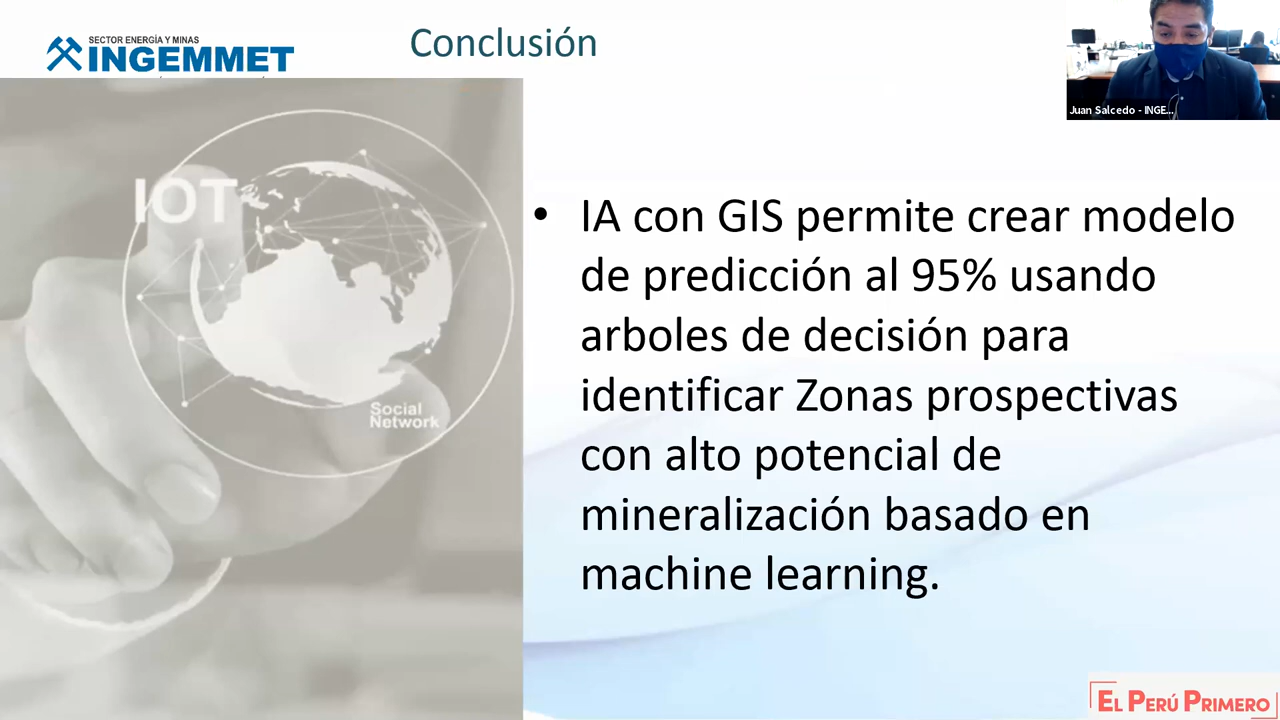 SECTOR ENERGÍA Y MINAS
INGEMMET
Conclusión
Juan Salcedo - INGE...
IOT
Social
Network
• IA con GIS permite crear modelo
de predicción al 95% usando
arboles de decisión para
identificar Zonas prospectivas
con alto potencial de
mineralización basado en
machine learning.
EL PERÚ PRIMERO